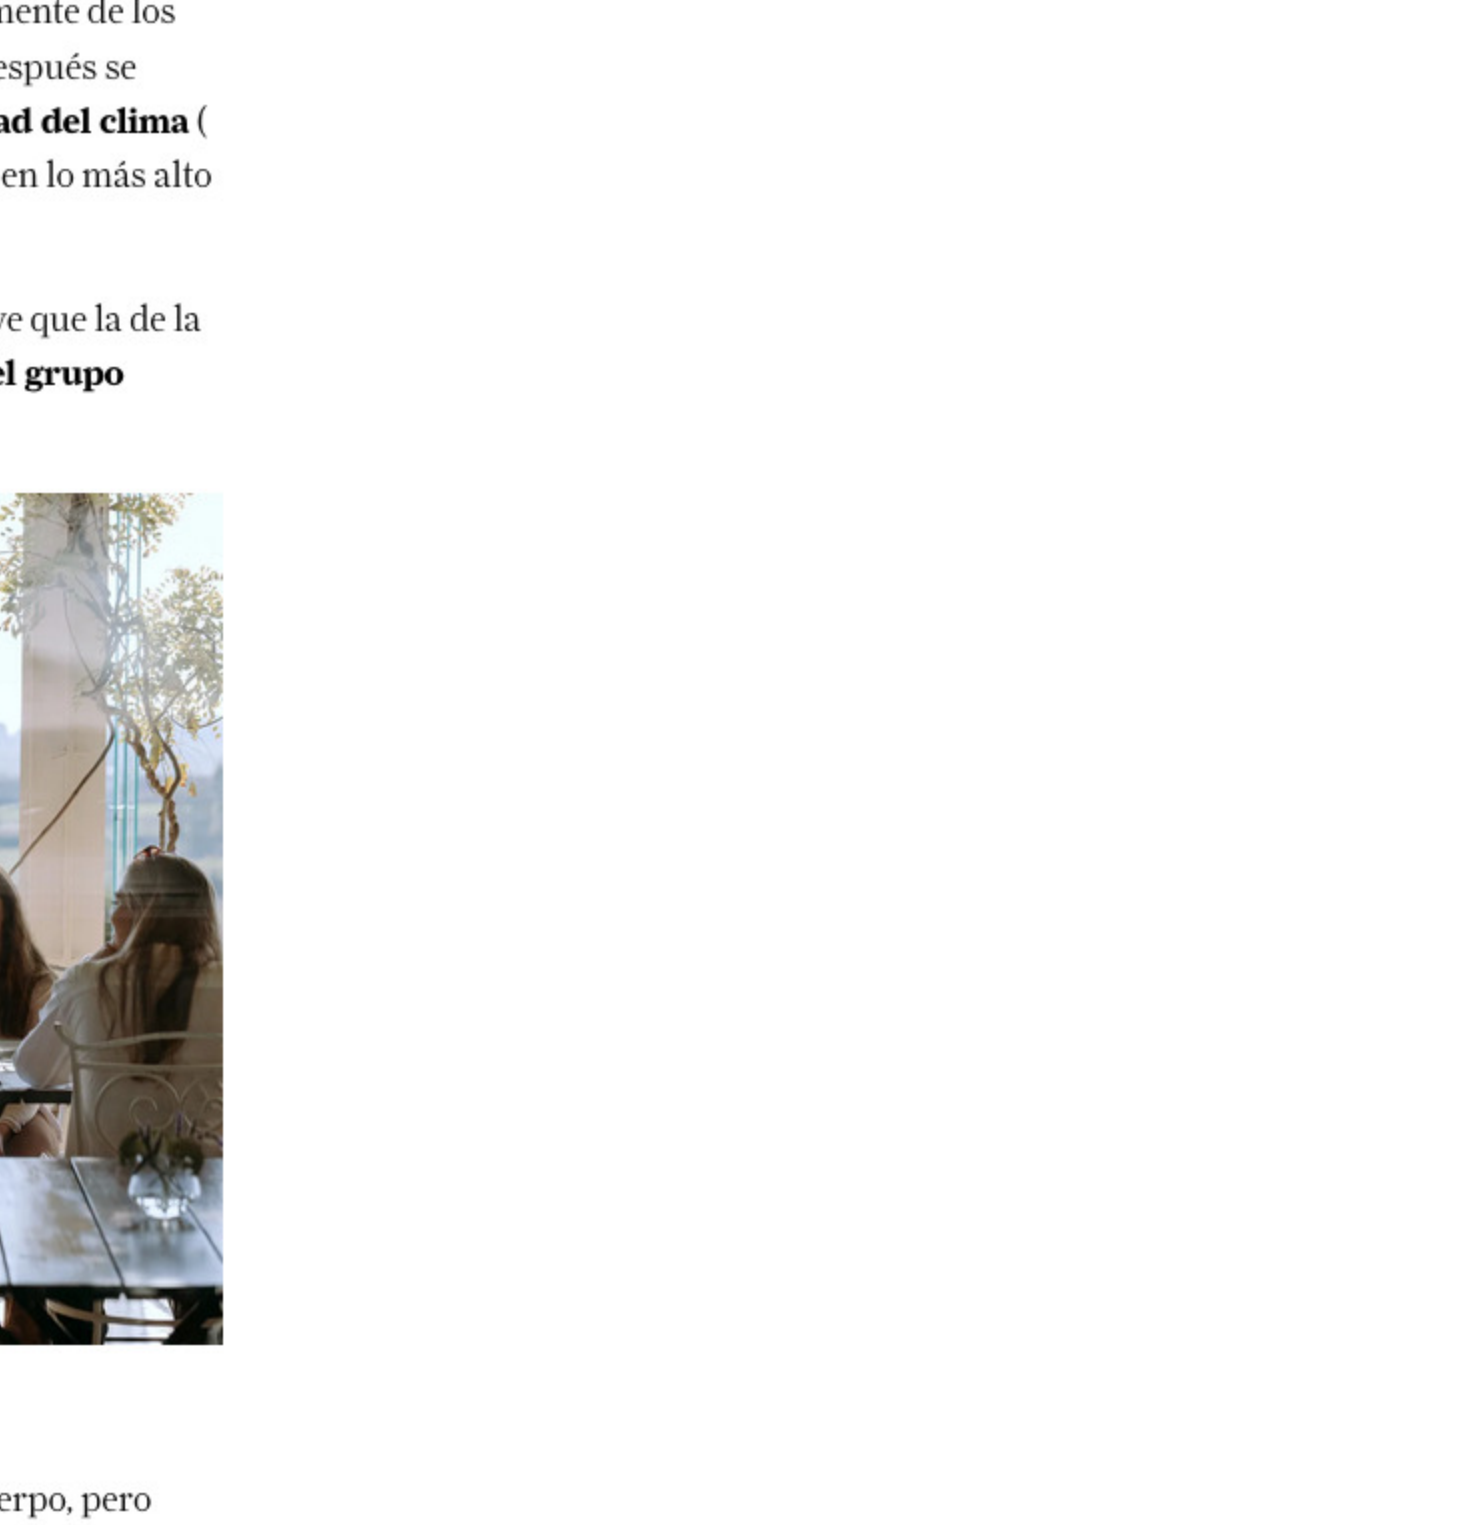 mente de los
espués se
ad del clima (
en lo más alto
ve que la de la
el grupo
erpo, pero